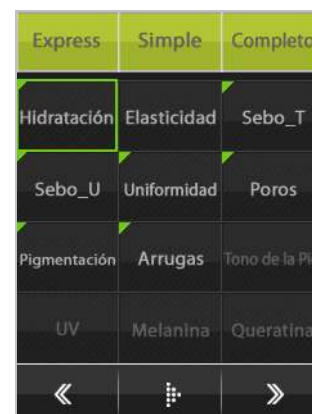 Express Simple Completo
Hidratación Elasticidad Sebo_T
Sebo_U Uniformidad Poros
Pigmentación Arrugas Tono de la Pi
UV Melanina Queratina